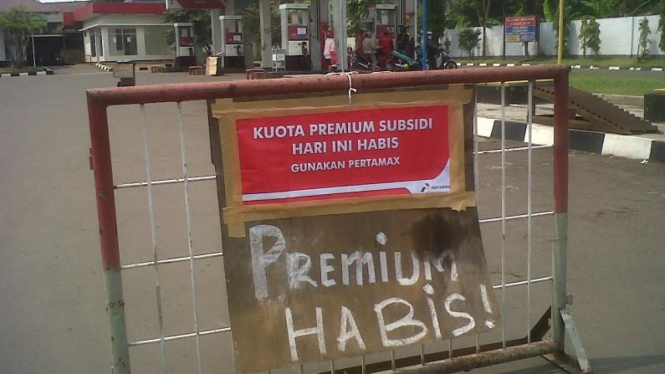 KUOTA PREMIUM SUBSIDI
HARI INI HABIS
GUNAKAN PERTAMAX
PERTAMINA
PREMIUM
HABIS!